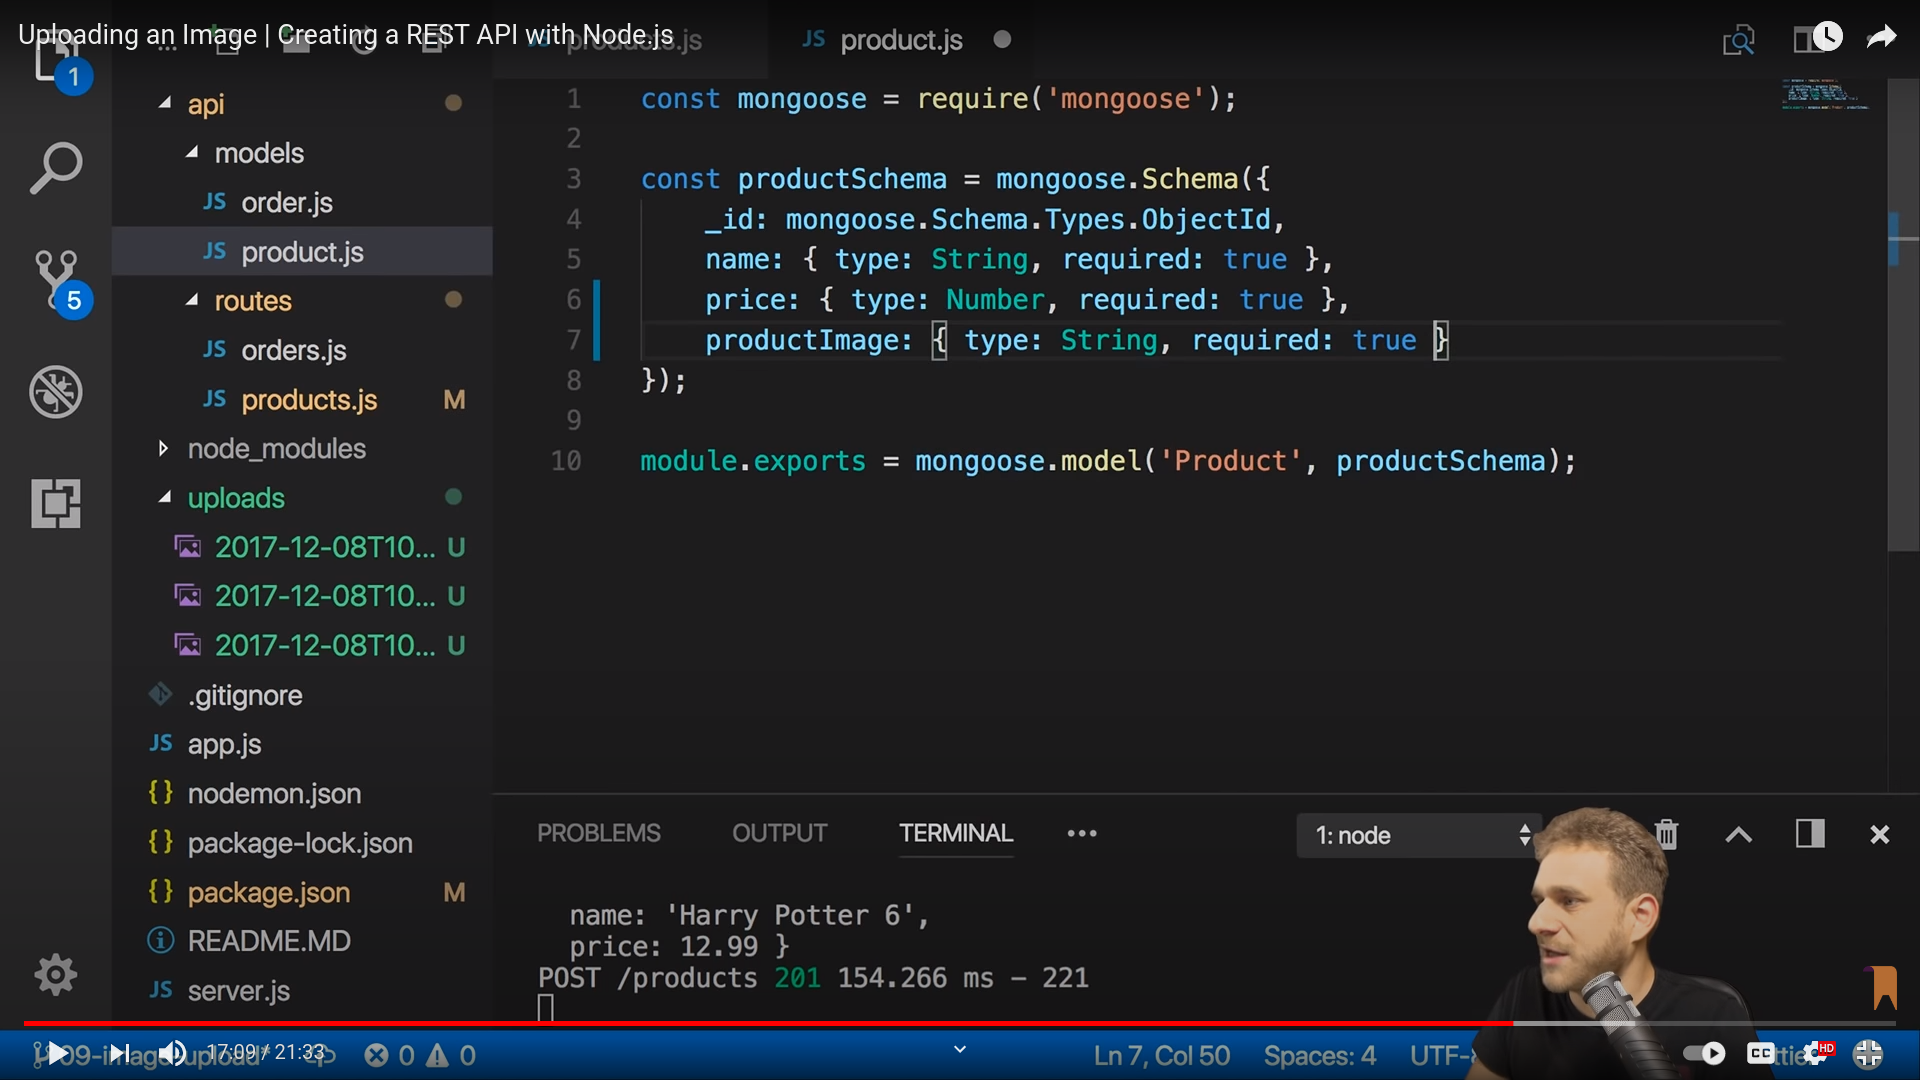 Uploading an Image | Creating a REST API with Node.js
JS product.js
1
api
models
JS order.js
JS product.js
routes
5
JS orders.js
JS products.js M
node_modules
uploads
2017-12-08T10... U
2017-12-08T10... U
2017-12-08T10... U
.gitignore
JS app.js
{} nodemon.json
{} package-lock.json
{} package.json M
README.MD
JS server.js
1 const mongoose = require('mongoose');
2
3 const productSchema = mongoose.Schema({
4 _id: mongoose.Schema.Types.ObjectId,
5 name: { type: String, required: true },
6 price: { type: Number, required: true },
7 productImage: { type: String, required: true }
8 });
9
10 module.exports = mongoose.model('Product', productSchema);
PROBLEMS OUTPUT TERMINAL ••• 1: node
name: 'Harry Potter 6',
price: 12.99 }
POST /products 201 154.266 ms - 221
17:09 / 21:33 0 0 Ln 7, Col 50 Spaces: 4 CC HD